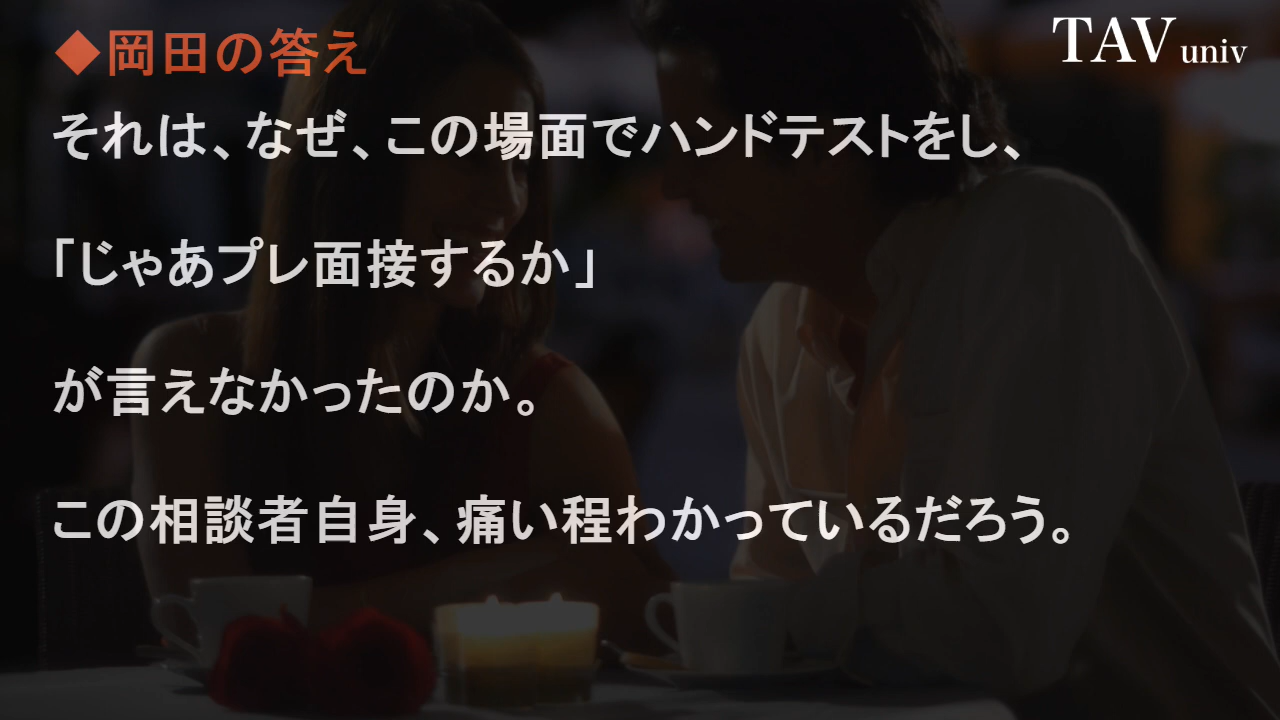 ◆岡田の答え
TAV univ
それは、なぜ、この場面でハンドテストをし、
「じゃあプレ面接するか」
が言えなかったのか。
この相談者自身、痛い程わかっているだろう。